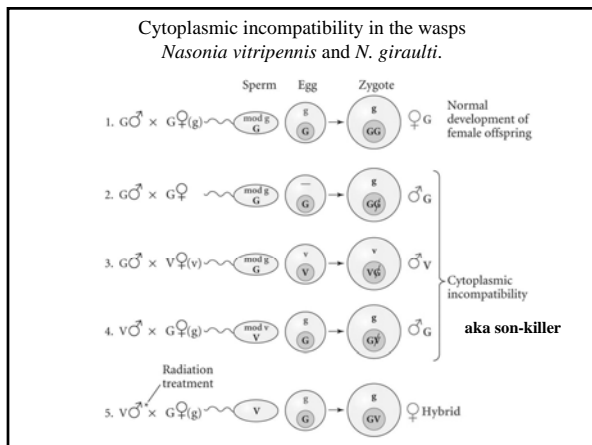 Cytoplasmic incompatibility in the wasps
Nasonia vitripennis and N. giraulti.
Sperm Egg Zygote
1. G♂ × G♀(g) mod g G g G g GG ♀G
Normal
development of
female offspring
2. G♂ × G♀ mod g G — G g GG ♂G
3. G♂ × V♀(v) mod g G v V v VG ♂V
Cytoplasmic
incompatibility
4. V♂ × G♀(g) mod v V g G g GV ♂G
aka son-killer
Radiation
treatment
5. V♂ × G♀(g) V g G g GV ♀Hybrid